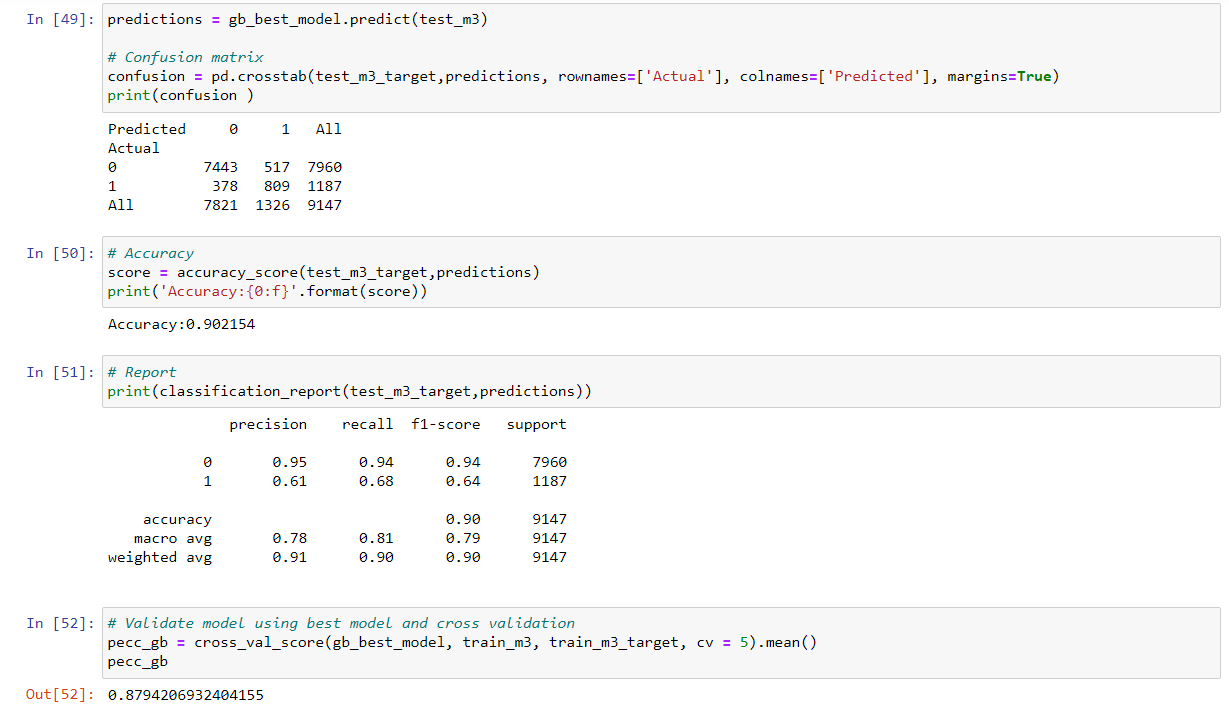 In [49]: predictions = gb_best_model.predict(test_m3)
# Confusion matrix
confusion = pd.crosstab(test_m3_target,predictions, rownames=['Actual'], colnames=['Predicted'], margins=True)
print(confusion )
Predicted 0 1 All
Actual
0 7443 517 7960
1 378 809 1187
All 7821 1326 9147
In [50]: # Accuracy
score = accuracy_score(test_m3_target,predictions)
print('Accuracy:{0:f}'.format(score))
Accuracy:0.902154
In [51]: # Report
print(classification_report(test_m3_target,predictions))
precision recall f1-score support
0 0.95 0.94 0.94 7960
1 0.61 0.68 0.64 1187
accuracy 0.90 9147
macro avg 0.78 0.81 0.79 9147
weighted avg 0.91 0.90 0.90 9147
In [52]: # Validate model using best model and cross validation
pecc_gb = cross_val_score(gb_best_model, train_m3, train_m3_target, cv = 5).mean()
pecc_gb
Out[52]: 0.8794206932404155